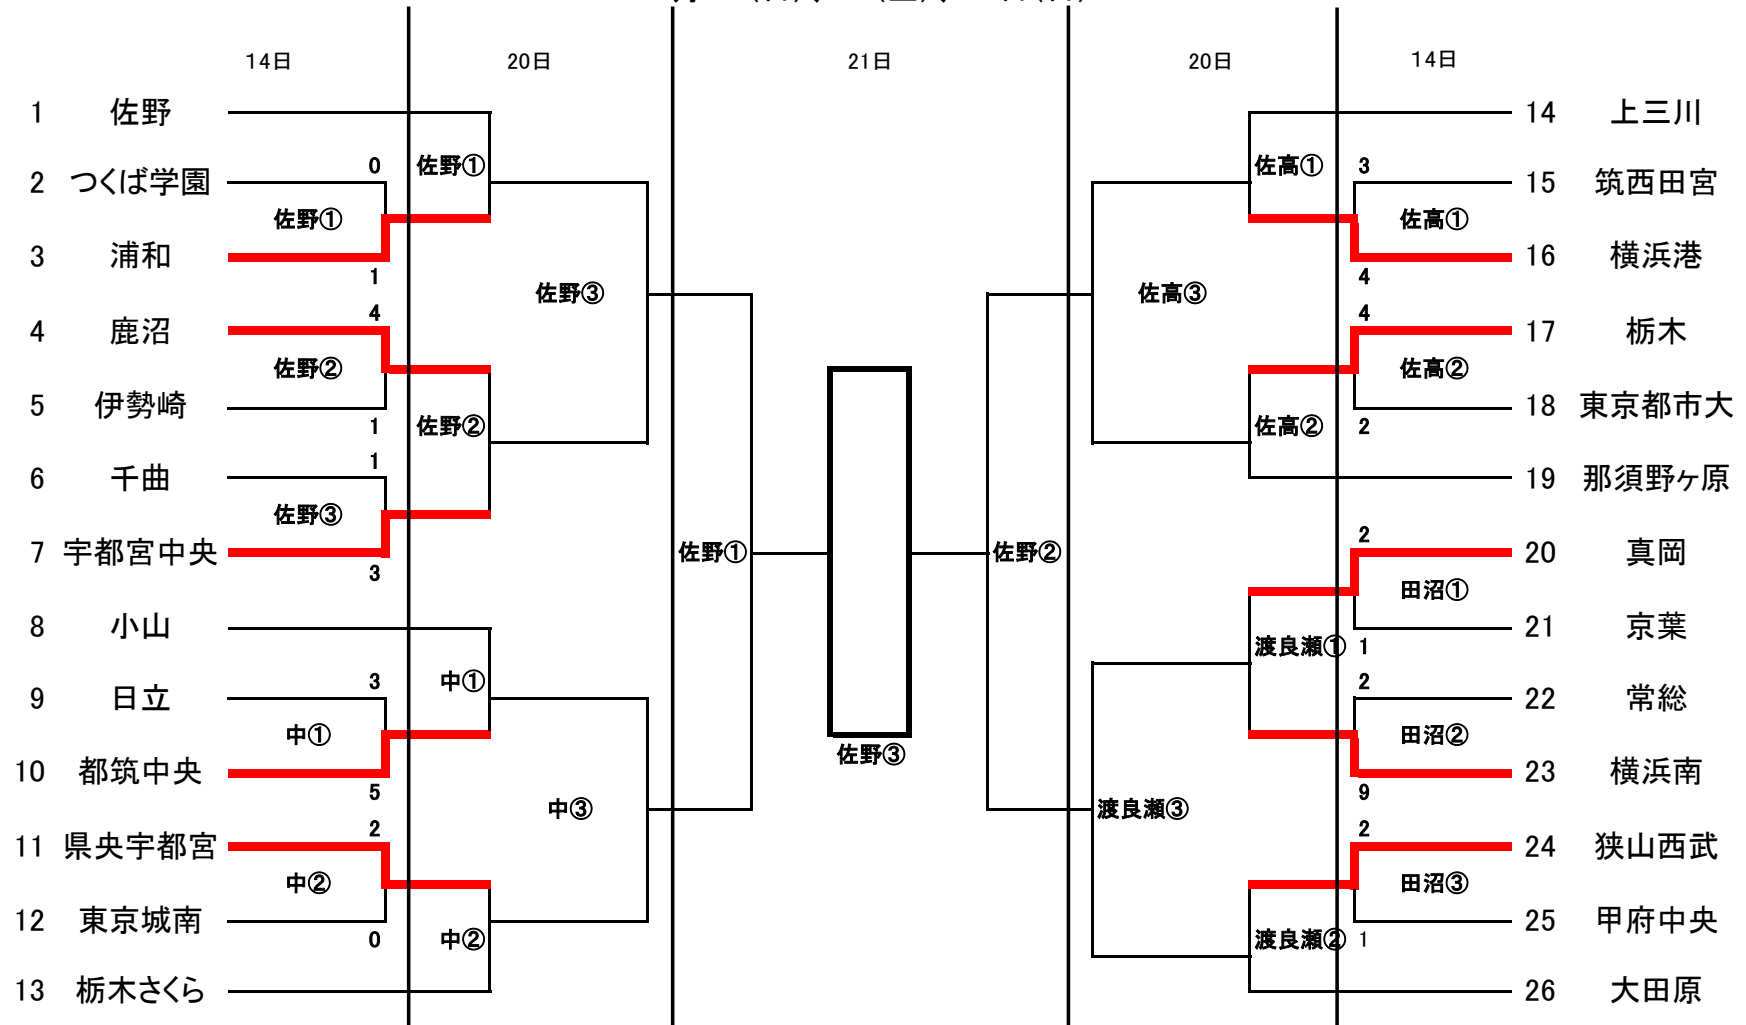 14日 20日 21日 20日 14日
1 佐野 14 上三川
佐野① 佐高①
0 3
2 つくば学園 15 筑西田宮
佐野① 佐高①
3 浦和 16 横浜港
1 4
佐野③ 佐高③
4 4
4 鹿沼 17 栃木
佐野② 佐高②
5 伊勢崎 18 東京都市大
1 佐野② 佐高② 2
1
6 千曲 19 那須野ヶ原
佐野③
2
7 宇都宮中央 佐野① 佐野② 20 真岡
3 田沼①
8 小山 21 京葉
渡良瀬① 1
3 中① 2
9 日立 22 常総
中① 田沼②
佐野③
10 都筑中央 23 横浜南
5 9
中③ 渡良瀬③
2 2
11 県央宇都宮 24 狭山西武
中② 田沼③
12 東京城南 25 甲府中央
0 中② 渡良瀬② 1
13 栃木さくら 26 大田原